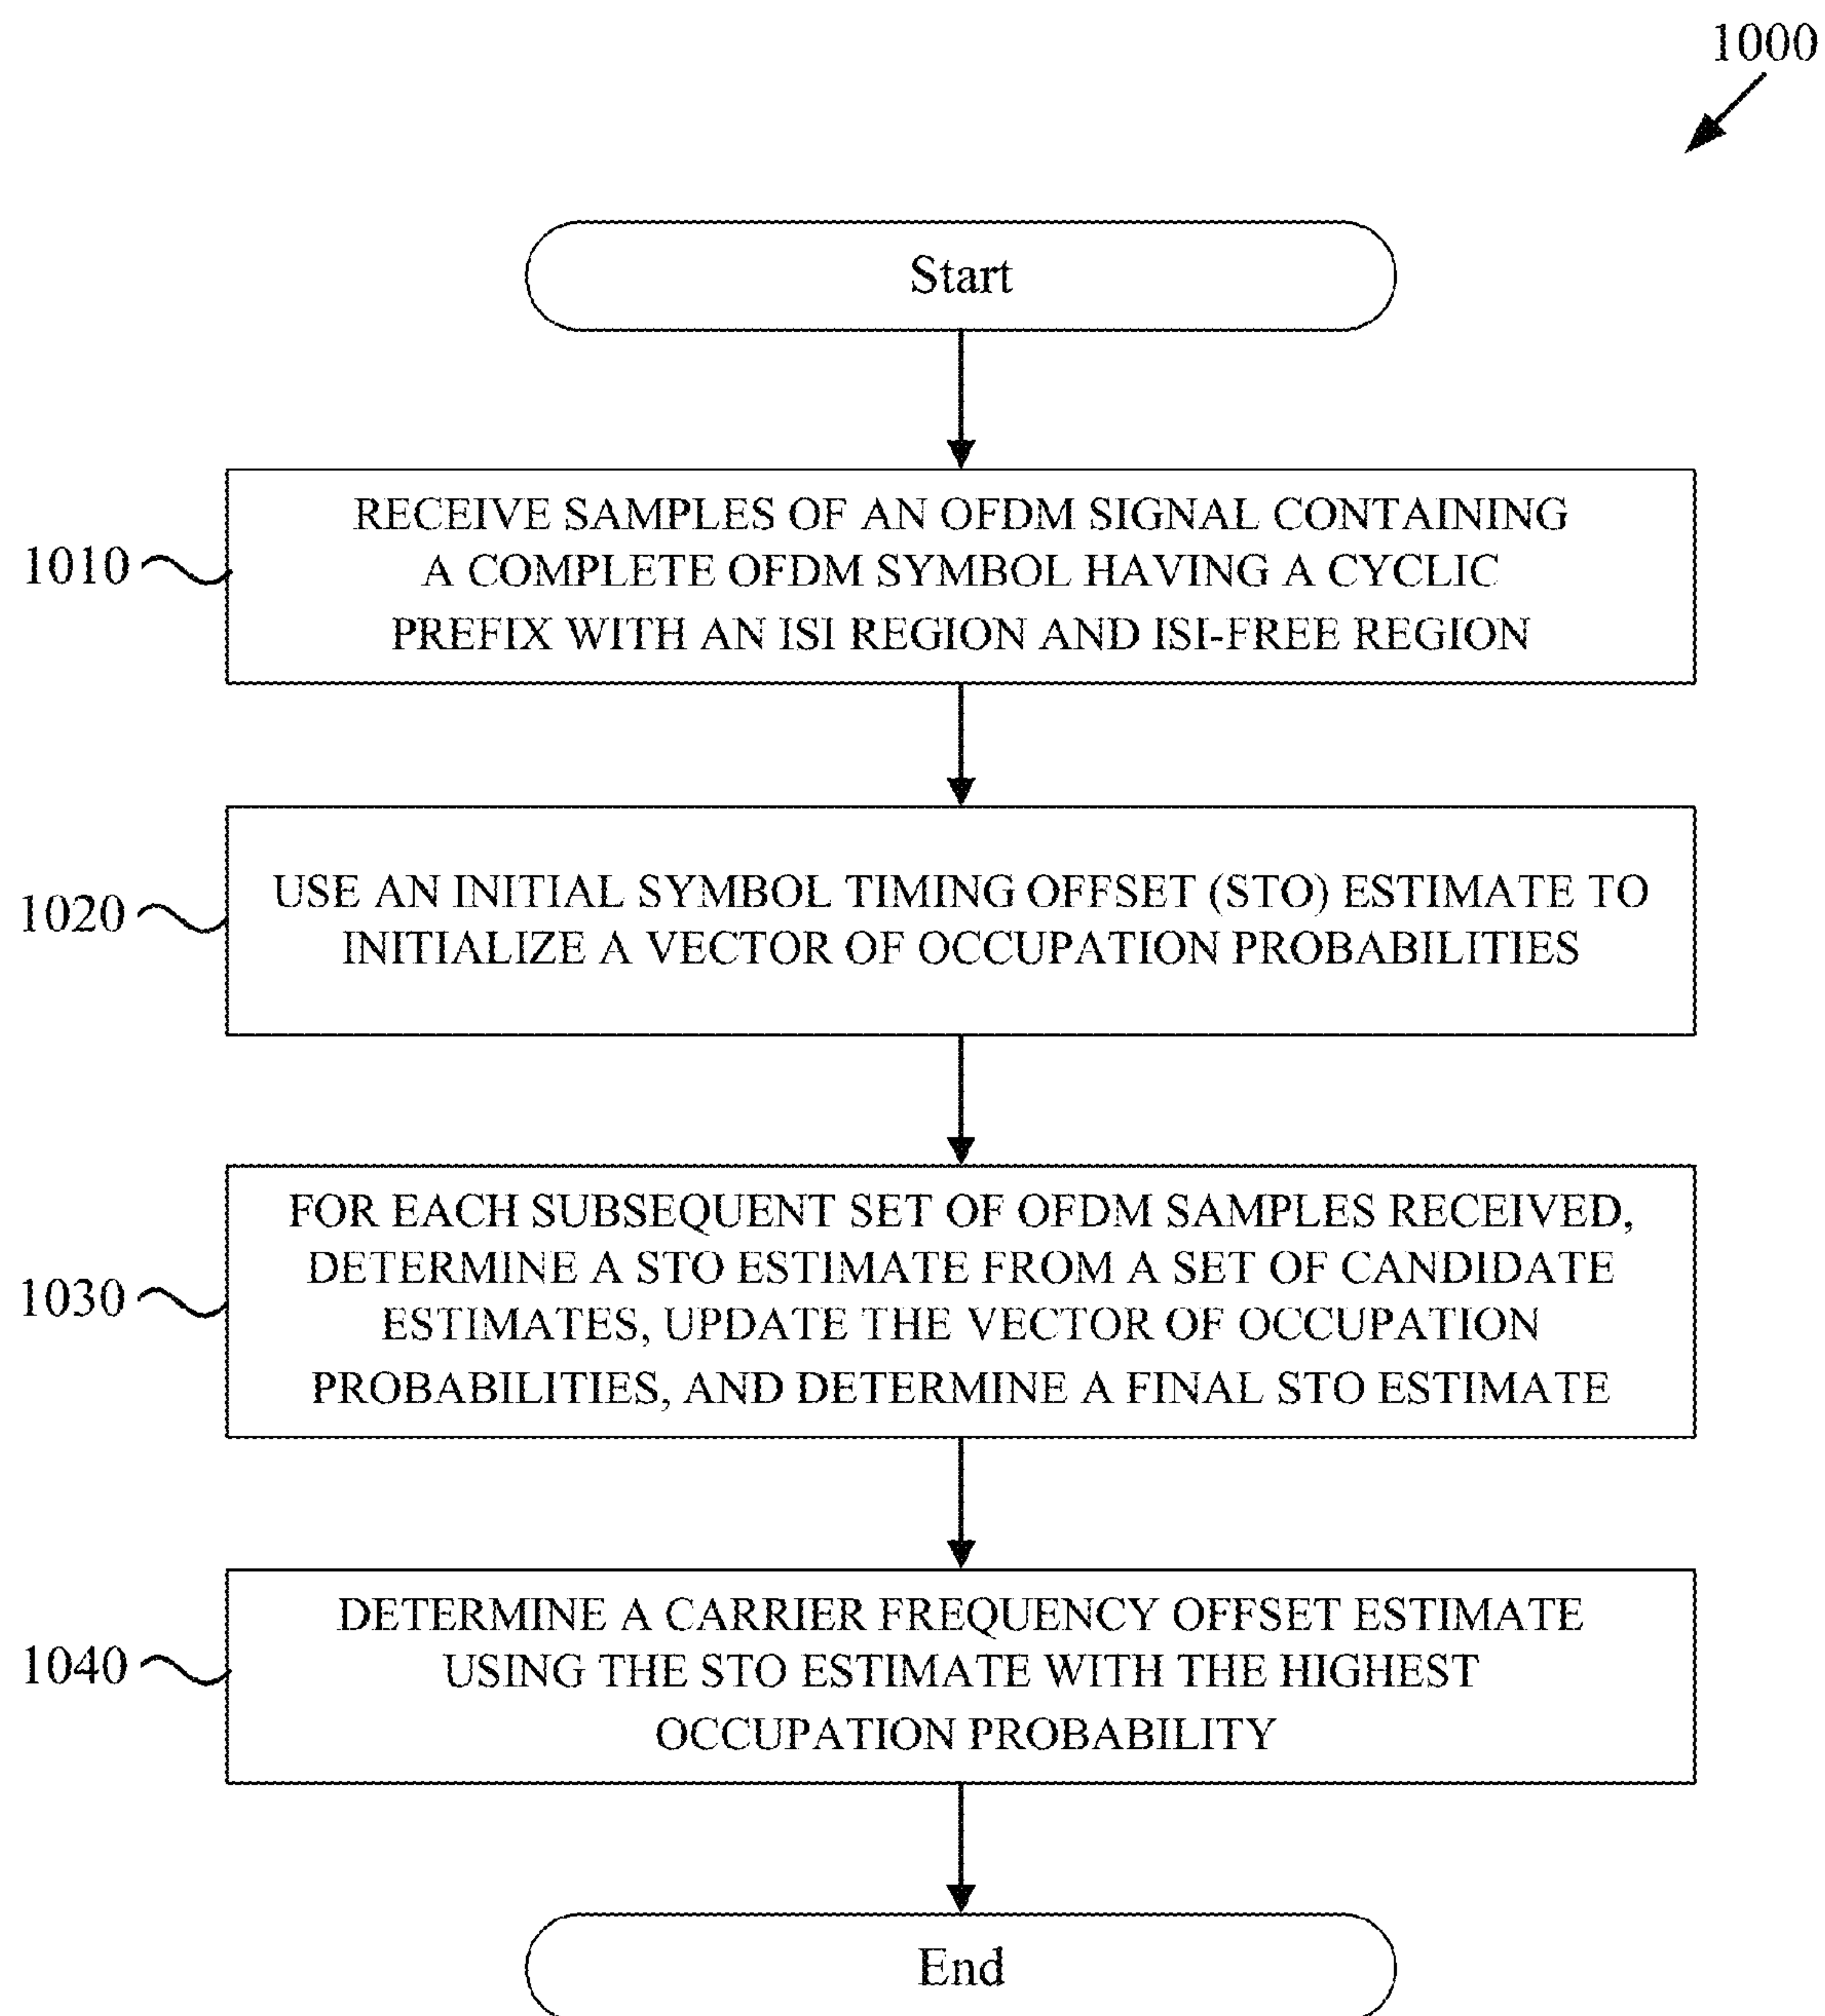 1000
Start
1010
RECEIVE SAMPLES OF AN OFDM SIGNAL CONTAINING
A COMPLETE OFDM SYMBOL HAVING A CYCLIC
PREFIX WITH AN ISI REGION AND ISI-FREE REGION
1020
USE AN INITIAL SYMBOL TIMING OFFSET (STO) ESTIMATE TO
INITIALIZE A VECTOR OF OCCUPATION PROBABILITIES
1030
FOR EACH SUBSEQUENT SET OF OFDM SAMPLES RECEIVED,
DETERMINE A STO ESTIMATE FROM A SET OF CANDIDATE
ESTIMATES, UPDATE THE VECTOR OF OCCUPATION
PROBABILITIES, AND DETERMINE A FINAL STO ESTIMATE
1040
DETERMINE A CARRIER FREQUENCY OFFSET ESTIMATE
USING THE STO ESTIMATE WITH THE HIGHEST
OCCUPATION PROBABILITY
End